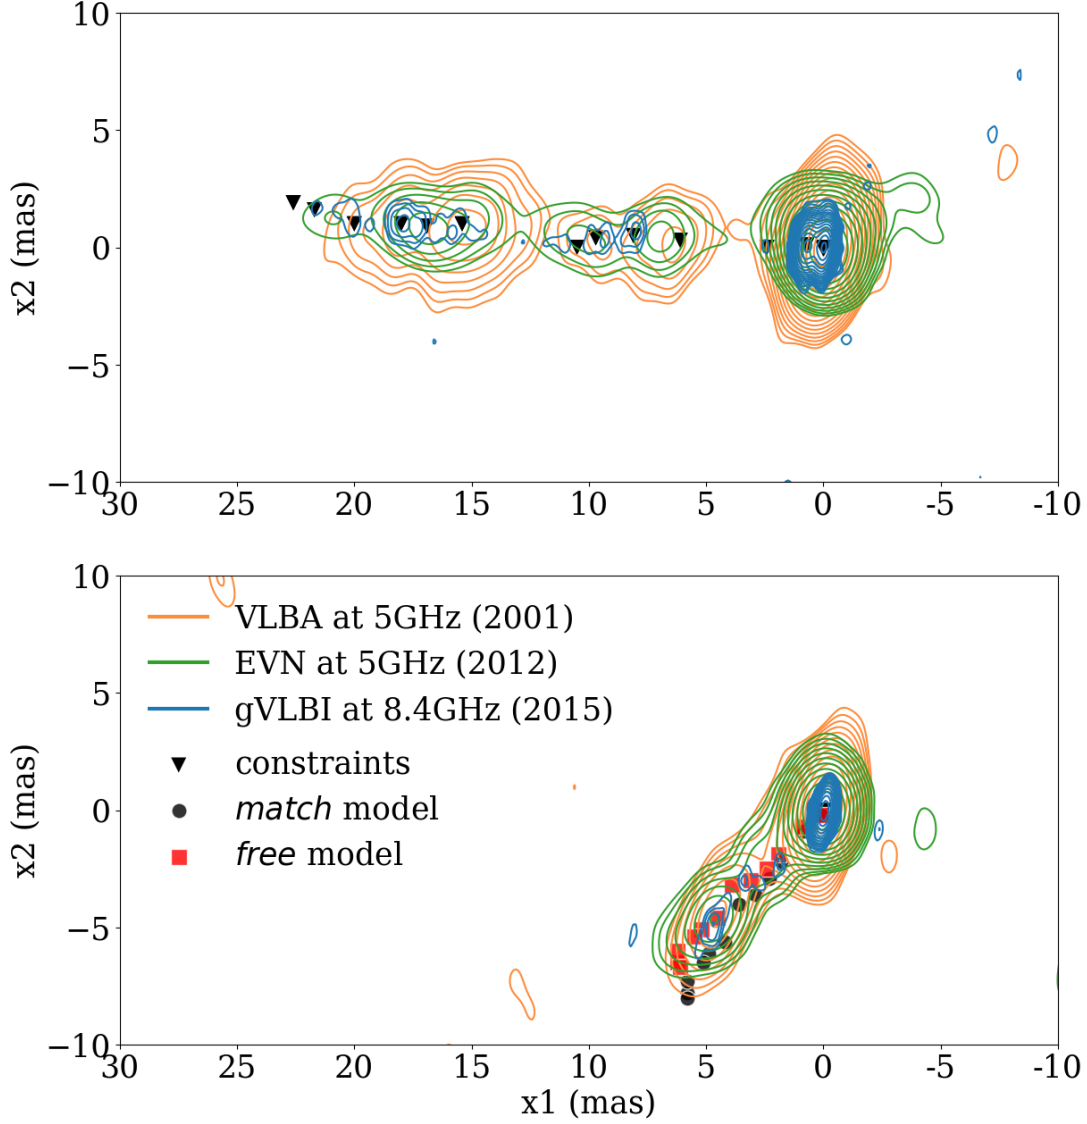 10
5
0
−5
−10
x2 (mas)
30 25 20 15 10 5 0 -5 -10
10
5
0
−5
−10
x2 (mas)
VLBA at 5GHz (2001)
EVN at 5GHz (2012)
gVLBI at 8.4GHz (2015)
constraints
match model
free model
30 25 20 15 10 5 0 -5 -10
x1 (mas)